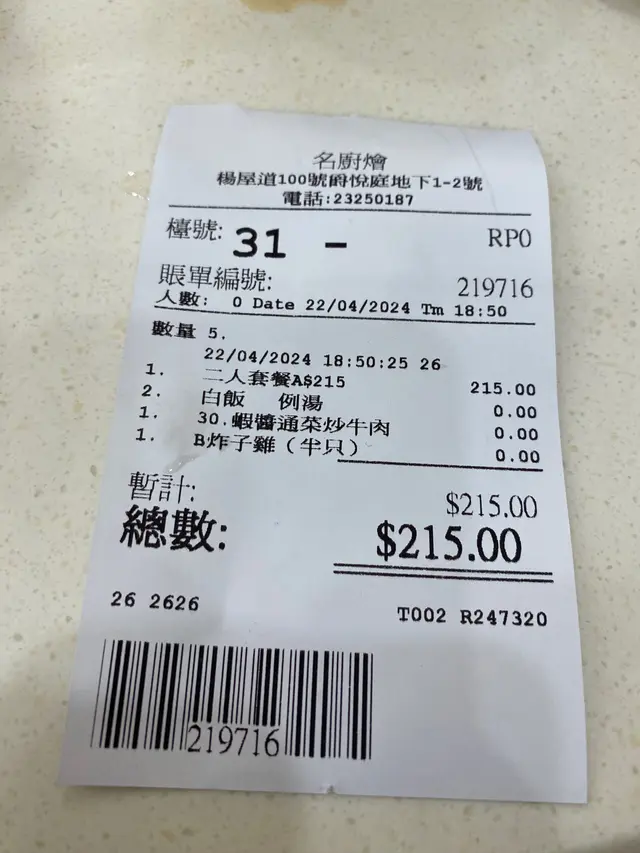 名廚燴
楊屋道100號爵悅庭地下1-2號
電話:23250187
檯號: 31 - RP0
賬單編號: 219716
人數: 0 Date 22/04/2024 Tm 18:50
數量 5.
22/04/2024 18:50:25 26
1. 二人套餐A$215 215.00
2. 白飯 例湯 0.00
1. 30.蝦醬通菜炒牛肉 0.00
1. B炸子雞(半只) 0.00
暫計: $215.00
總數: $215.00
26 2626 T002 R247320
219716